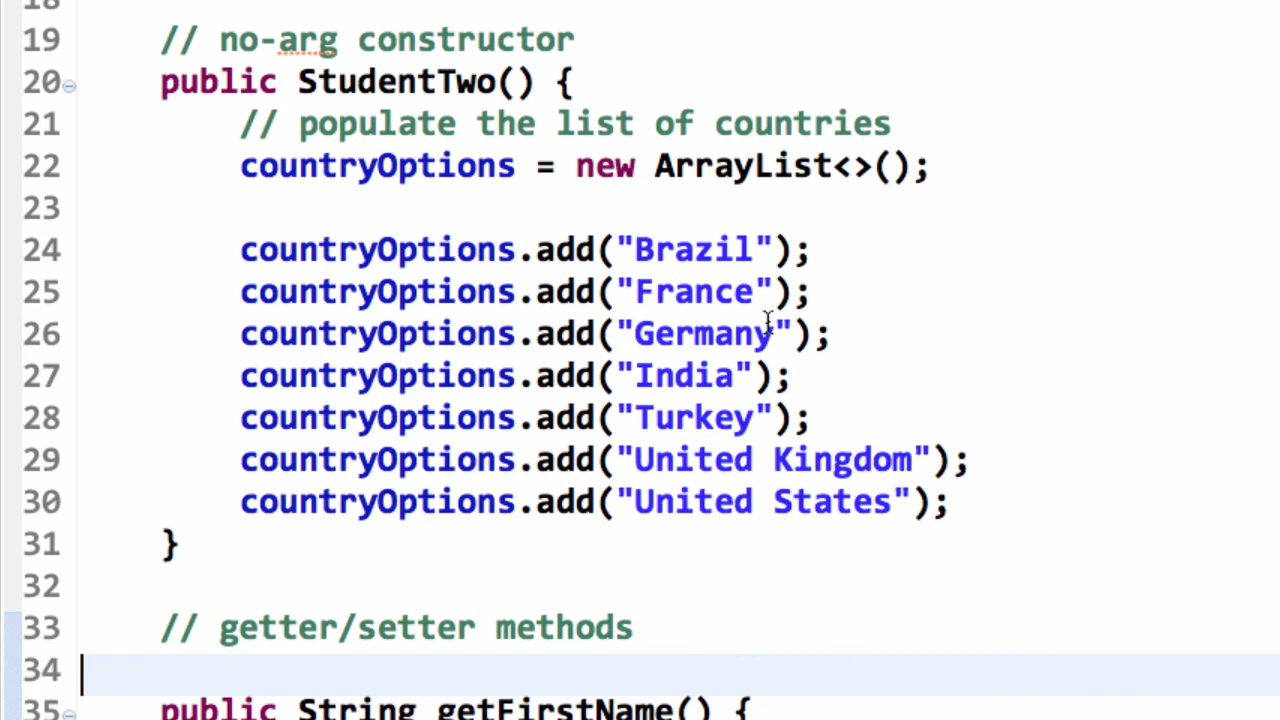 18
19 // no-arg constructor
20 public StudentTwo() {
21 // populate the list of countries
22 countryOptions = new ArrayList<>();
23
24 countryOptions.add("Brazil");
25 countryOptions.add("France");
26 countryOptions.add("Germany");
27 countryOptions.add("India");
28 countryOptions.add("Turkey");
29 countryOptions.add("United Kingdom");
30 countryOptions.add("United States");
31 }
32
33 // getter/setter methods
34
35 public String getFirstName() {